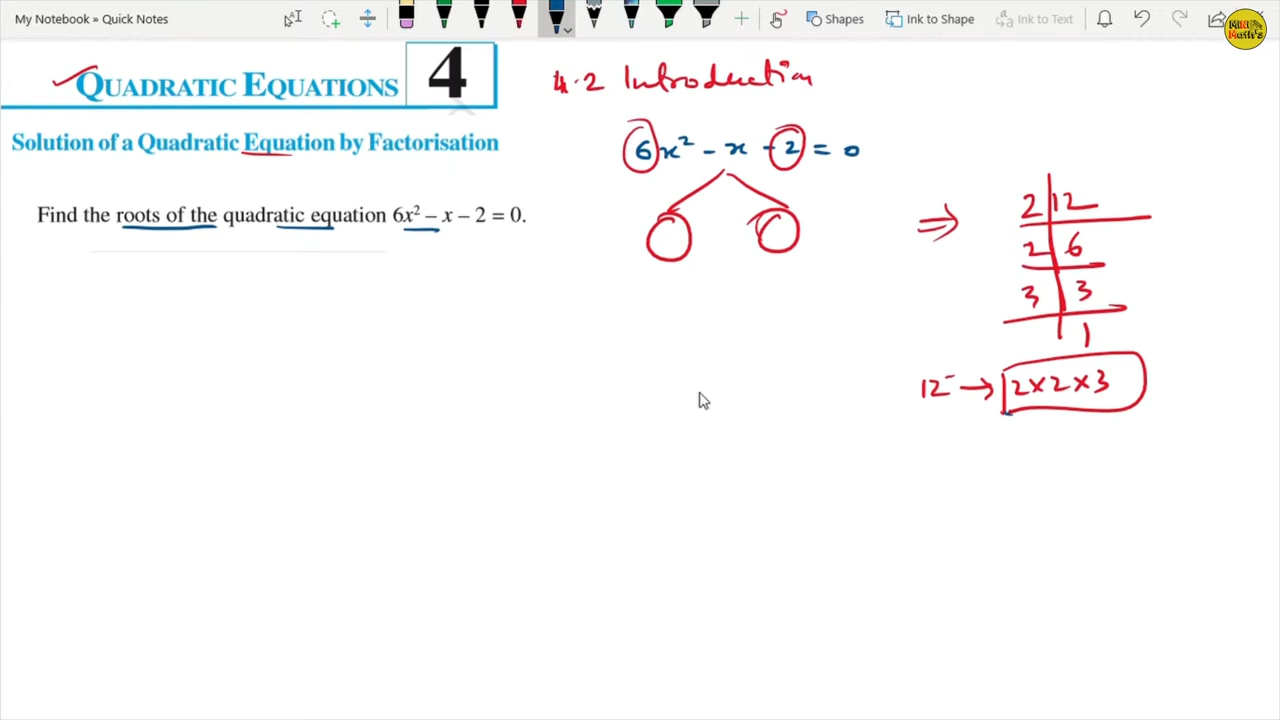 My Notebook » Quick Notes
Shapes
Ink to Shape
Ink to Text
MiNi Math's
QUADRATIC EQUATIONS 4
Solution of a Quadratic Equation by Factorisation
Find the roots of the quadratic equation 6x² – x – 2 = 0.
4.2 Introduction
6x² - x - 2 = 0
⇒
2 | 12
2 | 6
3 | 3
1
12 → 2×2×3